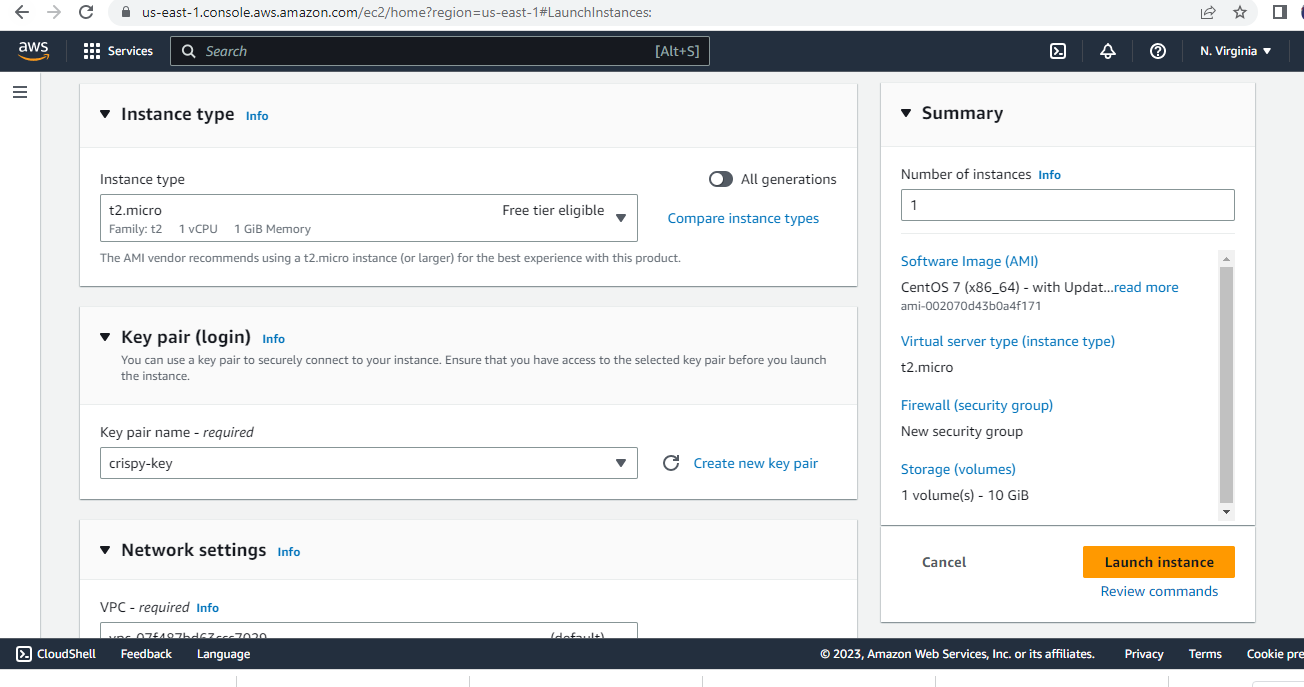 us-east-1.console.aws.amazon.com/ec2/home?region=us-east-1#LaunchInstances:
aws
Services
Search
[Alt+S]
N. Virginia
Instance type Info
Instance type
All generations
t2.micro
Free tier eligible
Family: t2 1 vCPU 1 GiB Memory
Compare instance types
The AMI vendor recommends using a t2.micro instance (or larger) for the best experience with this product.
Key pair (login) Info
You can use a key pair to securely connect to your instance. Ensure that you have access to the selected key pair before you launch
the instance.
Key pair name - required
crispy-key
Create new key pair
Network settings Info
VPC - required Info
(default)
Summary
Number of instances Info
1
Software Image (AMI)
CentOS 7 (x86_64) - with Updat...read more
ami-002070d43b0a4f171
Virtual server type (instance type)
t2.micro
Firewall (security group)
New security group
Storage (volumes)
1 volume(s) - 10 GiB
Cancel
Launch instance
Review commands
CloudShell
Feedback
Language
© 2023, Amazon Web Services, Inc. or its affiliates.
Privacy
Terms
Cookie pre